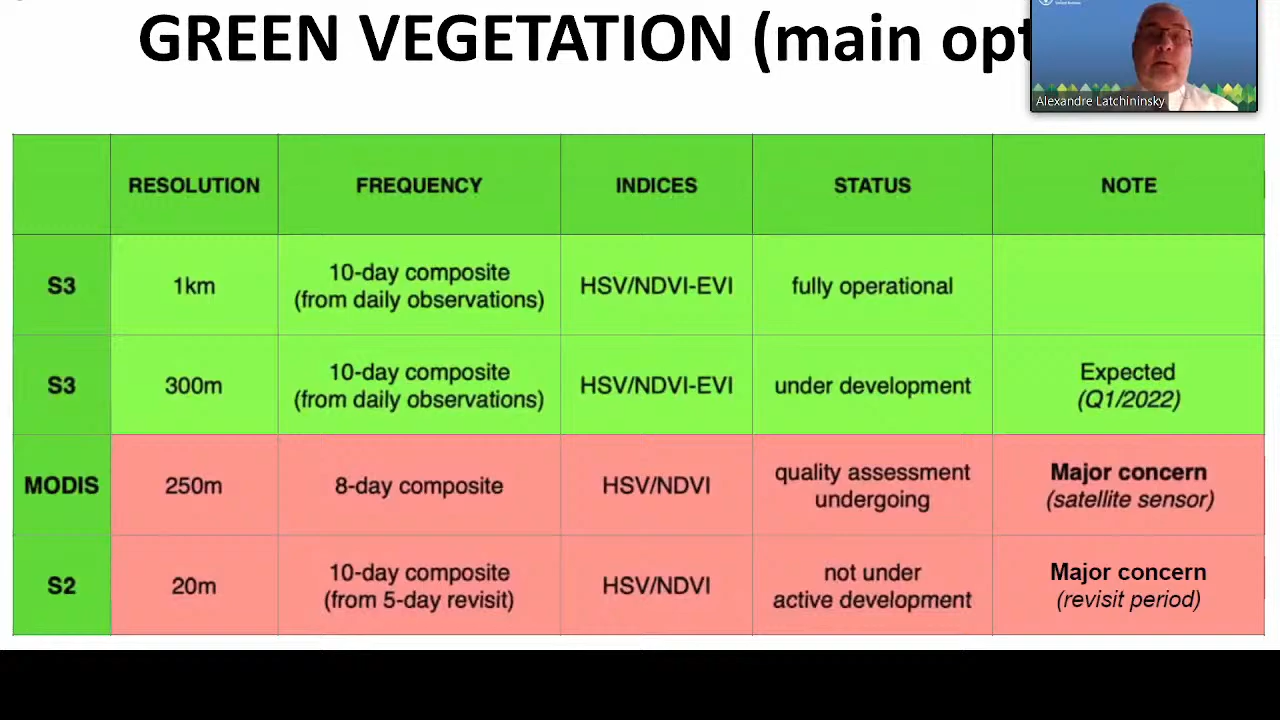 GREEN VEGETATION (main opt
Alexandre Latchininsky
RESOLUTION FREQUENCY INDICES STATUS NOTE
S3 1km 10-day composite (from daily observations) HSV/NDVI-EVI fully operational
S3 300m 10-day composite (from daily observations) HSV/NDVI-EVI under development Expected (Q1/2022)
MODIS 250m 8-day composite HSV/NDVI quality assessment undergoing Major concern (satellite sensor)
S2 20m 10-day composite (from 5-day revisit) HSV/NDVI not under active development Major concern (revisit period)